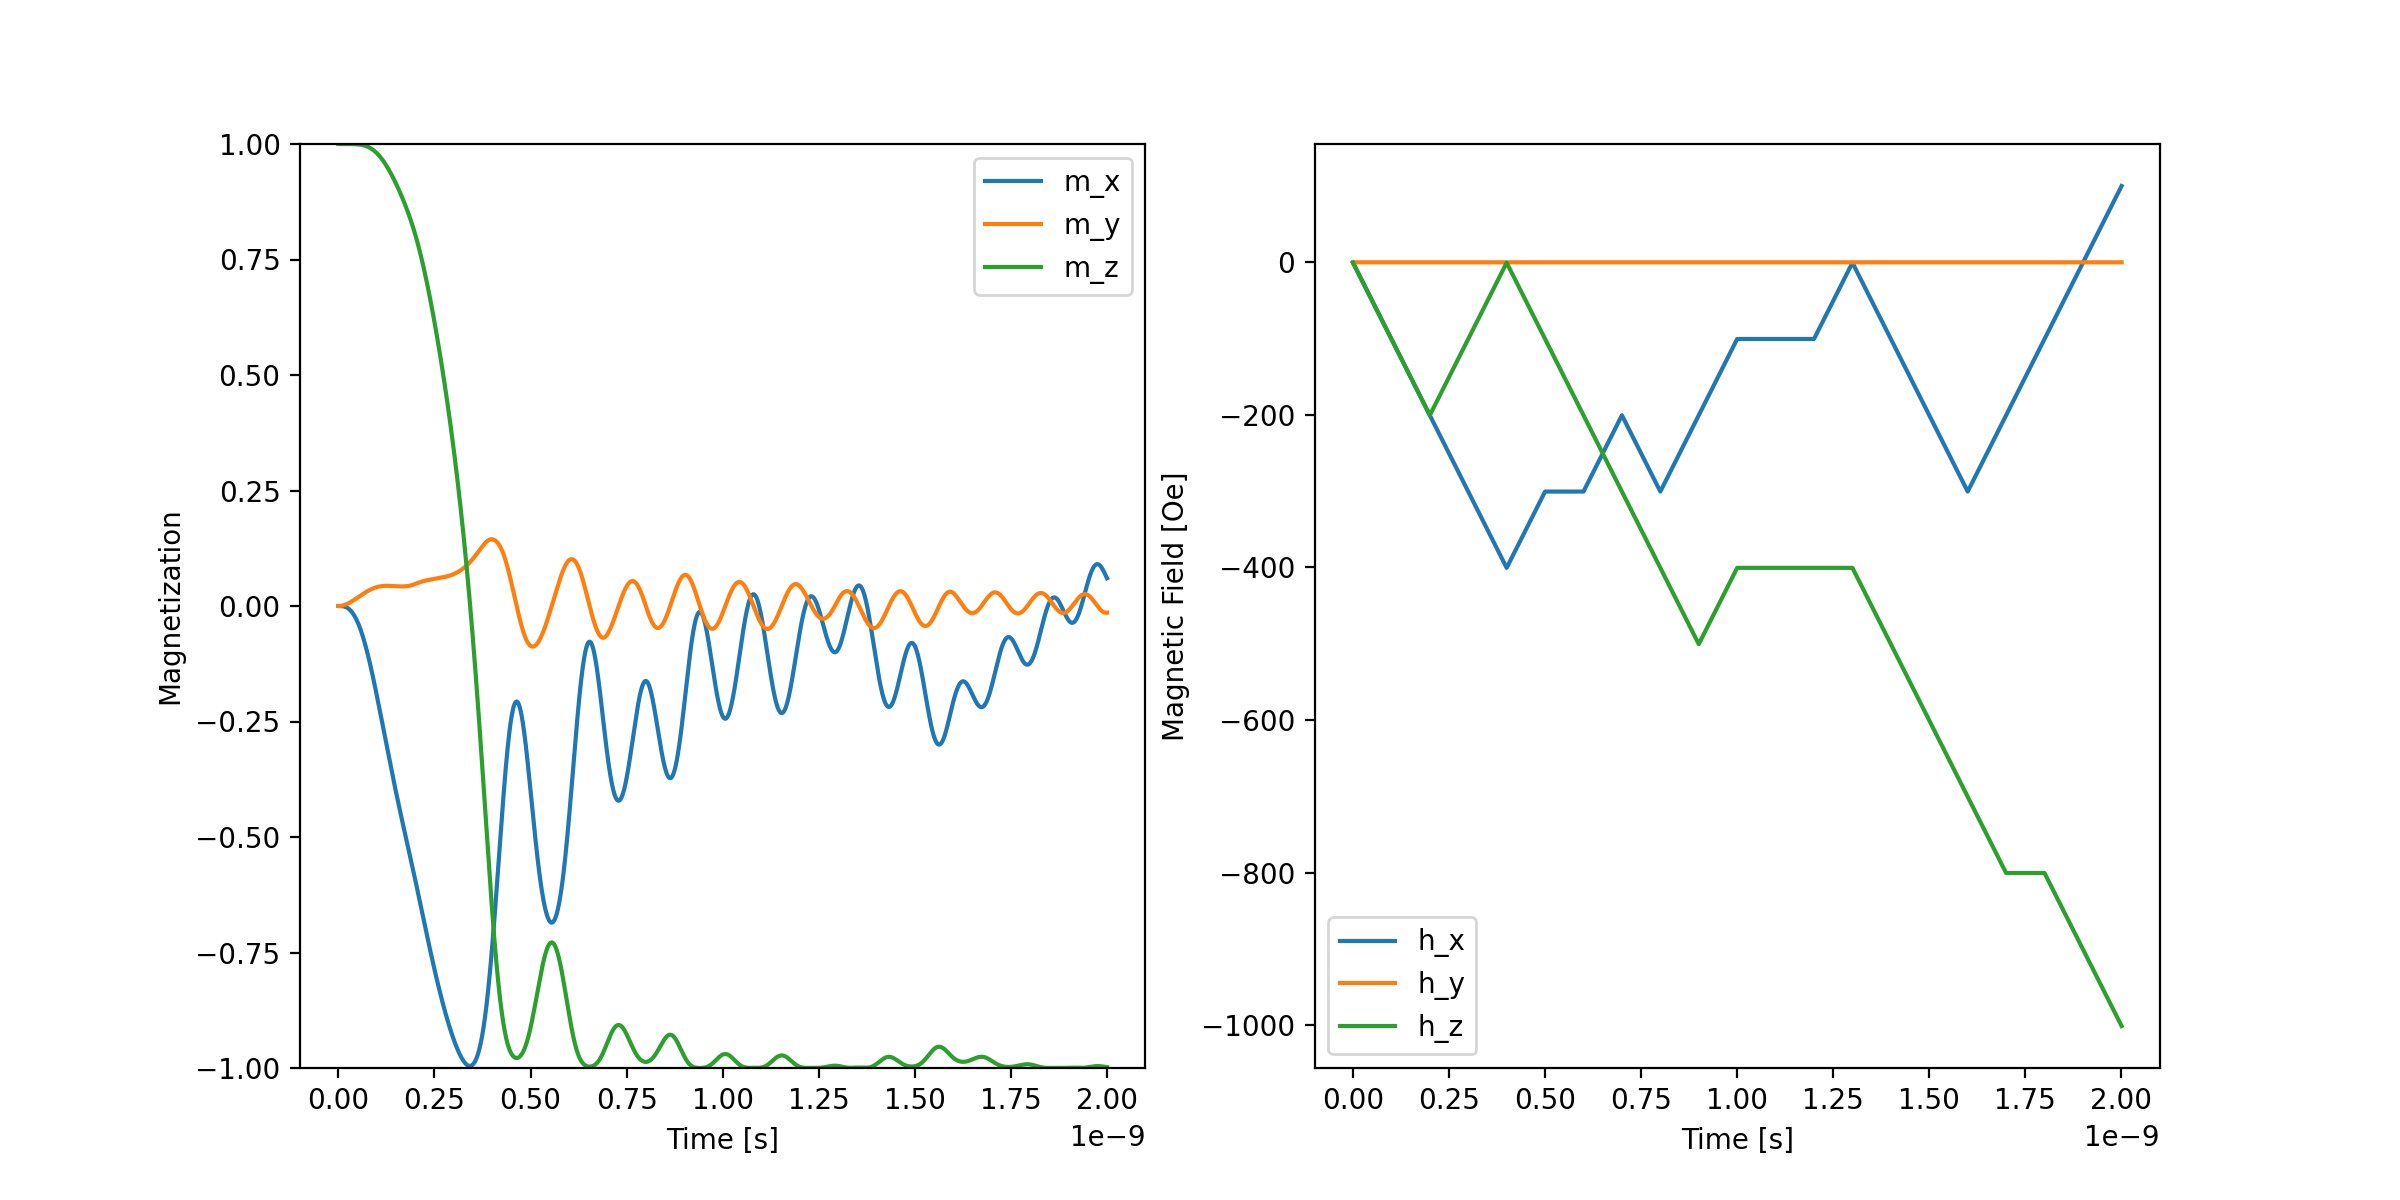 1.00
0.75
0.50
0.25
0.00
−0.25
−0.50
−0.75
−1.00
Magnetization
m_x
m_y
m_z
0.00 0.25 0.50 0.75 1.00 1.25 1.50 1.75 2.00
Time [s]
1e−9
0
−200
−400
−600
−800
−1000
Magnetic Field [Oe]
h_x
h_y
h_z
0.00 0.25 0.50 0.75 1.00 1.25 1.50 1.75 2.00
Time [s]
1e−9